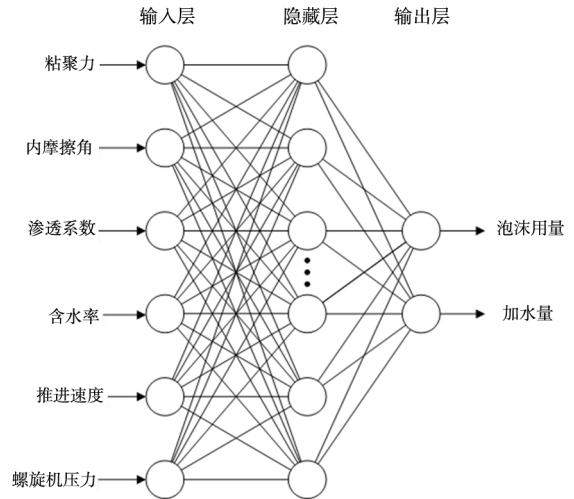 输入层 隐藏层 输出层
粘聚力
内摩擦角
渗透系数 泡沫用量
含水率 加水量
推进速度
螺旋机压力